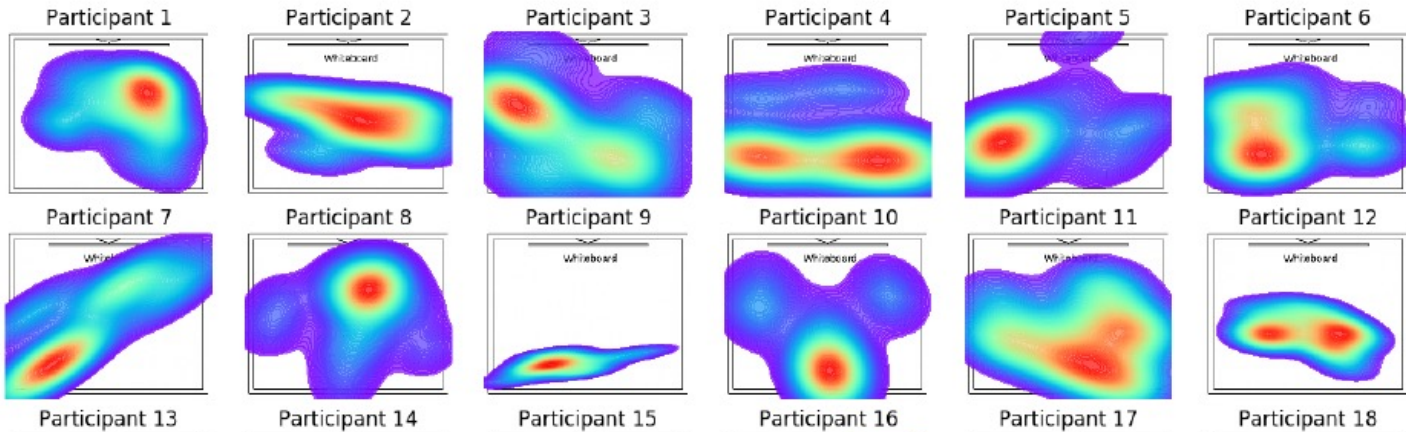 Participant 1 Participant 2 Participant 3 Participant 4 Participant 5 Participant 6
Whiteboard Whiteboard Whiteboard Whiteboard Whiteboard
Participant 7 Participant 8 Participant 9 Participant 10 Participant 11 Participant 12
Whiteboard Whiteboard Whiteboard Whiteboard Whiteboard
Participant 13 Participant 14 Participant 15 Participant 16 Participant 17 Participant 18